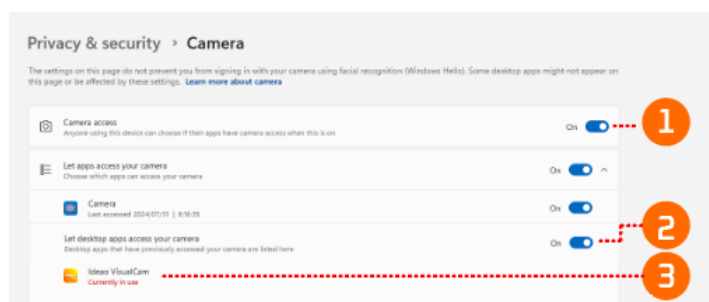 Privacy & security > Camera
The settings on this page do not prevent you from signing in with your camera using facial recognition (Windows Hello). Some desktop apps might not appear on
this page or be affected by these settings. Learn more about camera
Camera access
Anyone using this device can choose if their apps have camera access when this is on
On
1
Let apps access your camera
Choose which apps can access your camera
On
Camera
Last accessed 2024/07/31 | 8:16:35
On
Let desktop apps access your camera
Desktop apps that have previously accessed your camera are listed here
On
2
Ideao VisualCam
Currently in use
3